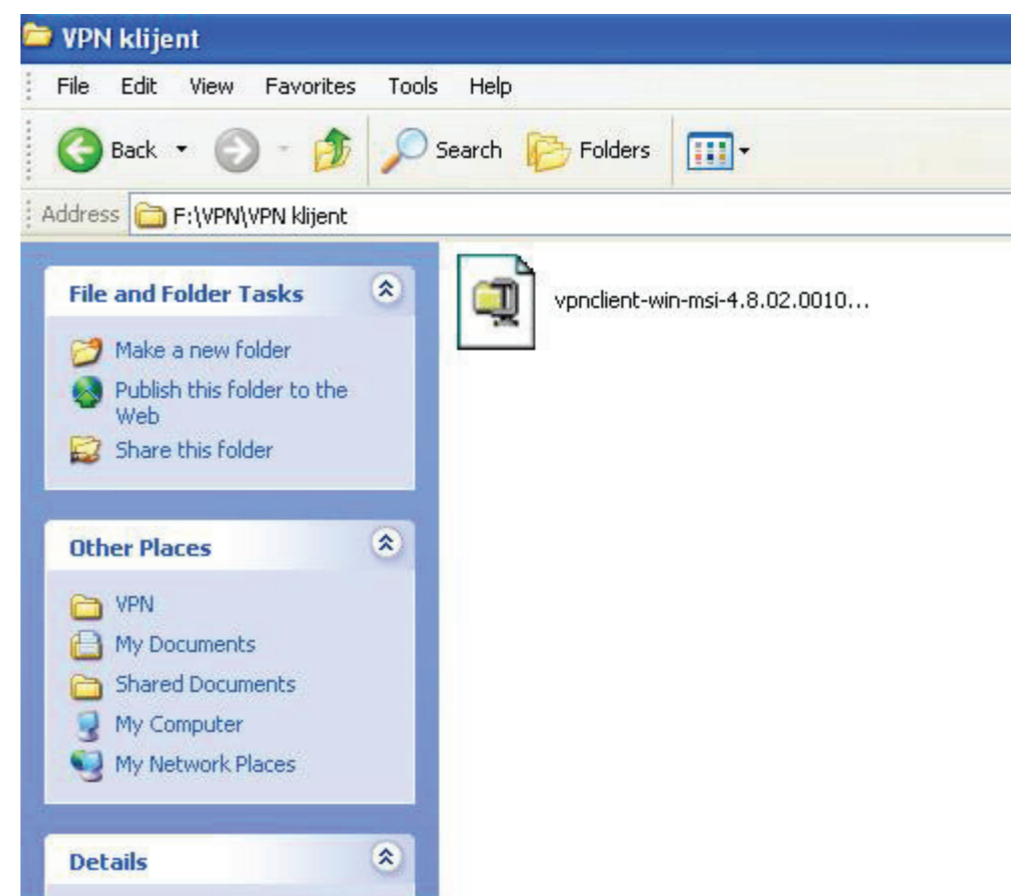 VPN klijent
File Edit View Favorites Tools Help
Back Search Folders
Address F:\VPN\VPN klijent
File and Folder Tasks
Make a new folder
Publish this folder to the
Web
Share this folder
Other Places
VPN
My Documents
Shared Documents
My Computer
My Network Places
Details
vpnclient-win-msi-4.8.02.0010...